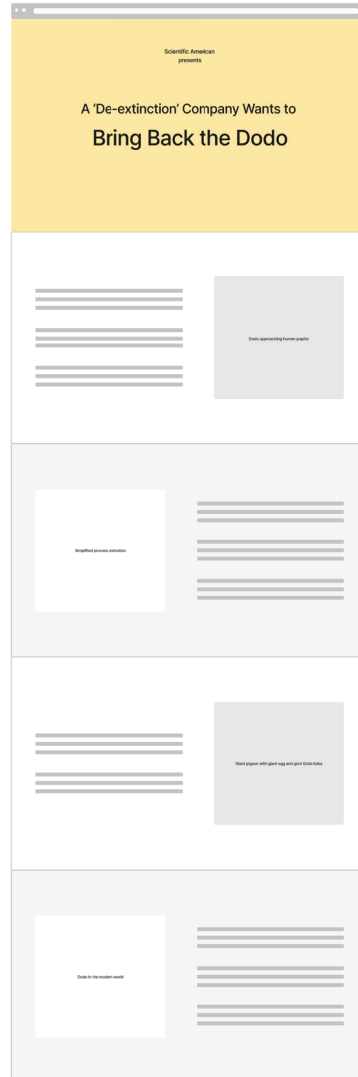 Scientific American
presents
A 'De-extinction' Company Wants to
Bring Back the Dodo
Dodo approaching human graphic
Simplified process animation
Giant pigeon with giant egg and giant Dodo baby
Dodo in the modern world